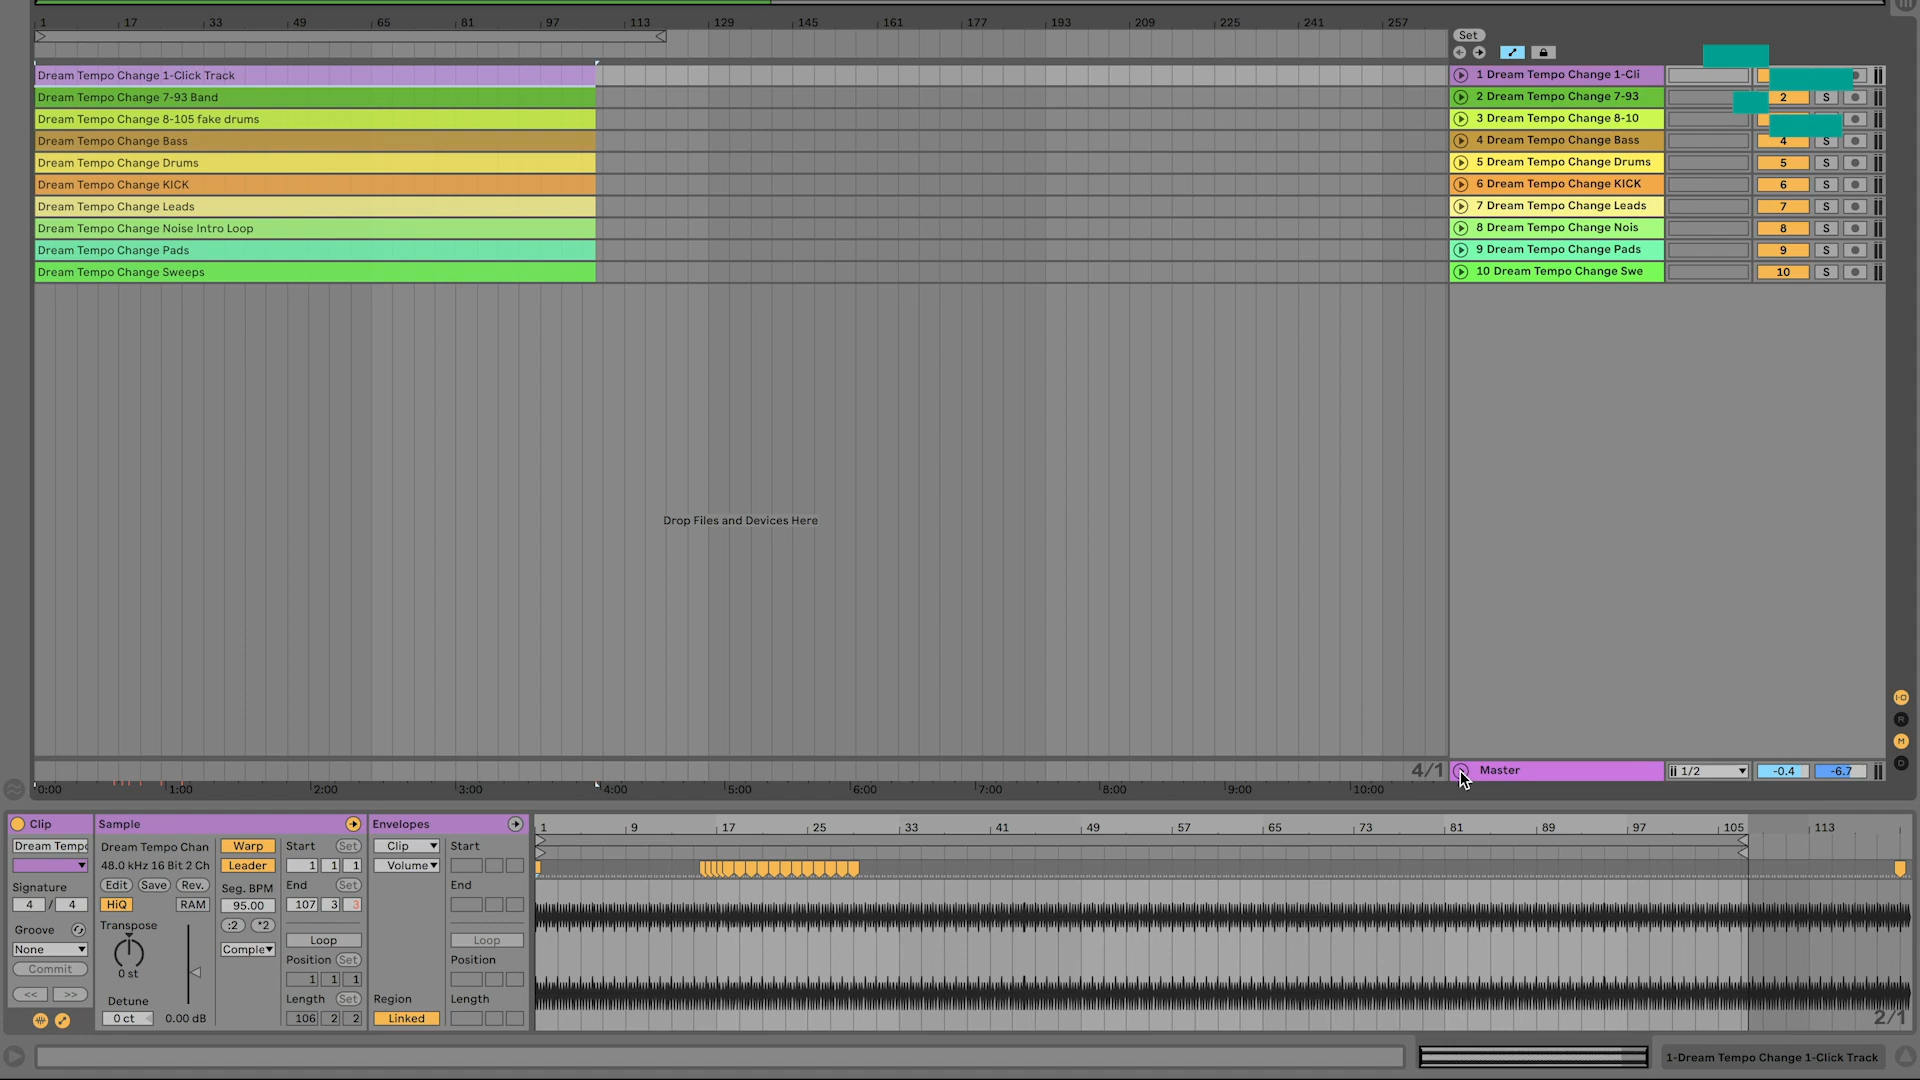 1 17 33 49 65 81 97 113 129 145 161 177 193 209 225 241 257
Set
Dream Tempo Change 1-Click Track
1 Dream Tempo Change 1-Cli
Dream Tempo Change 7-93 Band
2 Dream Tempo Change 7-93 2 S
Dream Tempo Change 8-105 fake drums
3 Dream Tempo Change 8-10
Dream Tempo Change Bass
4 Dream Tempo Change Bass 4 S
Dream Tempo Change Drums
5 Dream Tempo Change Drums 5 S
Dream Tempo Change KICK
6 Dream Tempo Change KICK 6 S
Dream Tempo Change Leads
7 Dream Tempo Change Leads 7 S
Dream Tempo Change Noise Intro Loop
8 Dream Tempo Change Nois 8 S
Dream Tempo Change Pads
9 Dream Tempo Change Pads 9 S
Dream Tempo Change Sweeps
10 Dream Tempo Change Swe 10 S
Drop Files and Devices Here
I·O
R
M
D
4/1 Master 1/2 -0.4 -6.7
0:00 1:00 2:00 3:00 4:00 5:00 6:00 7:00 8:00 9:00 10:00
Clip Sample Envelopes
1 9 17 25 33 41 49 57 65 73 81 89 97 105 113
Dream Tempo
Signature
4 / 4
Groove
None
Commit
<< >>
Dream Tempo Chan
48.0 kHz 16 Bit 2 Ch
Edit Save Rev.
HiQ RAM
Transpose
0 st
Detune
0 ct 0.00 dB
Warp
Leader
Seg. BPM
95.00
:2 *2
Comple
Start Set
1 1 1
End Set
107 3 3
Loop
Position Set
1 1 1
Length Set
106 2 2
Clip
Volume
Region
Linked
Start
End
Loop
Position
Length
2/1
1-Dream Tempo Change 1-Click Track